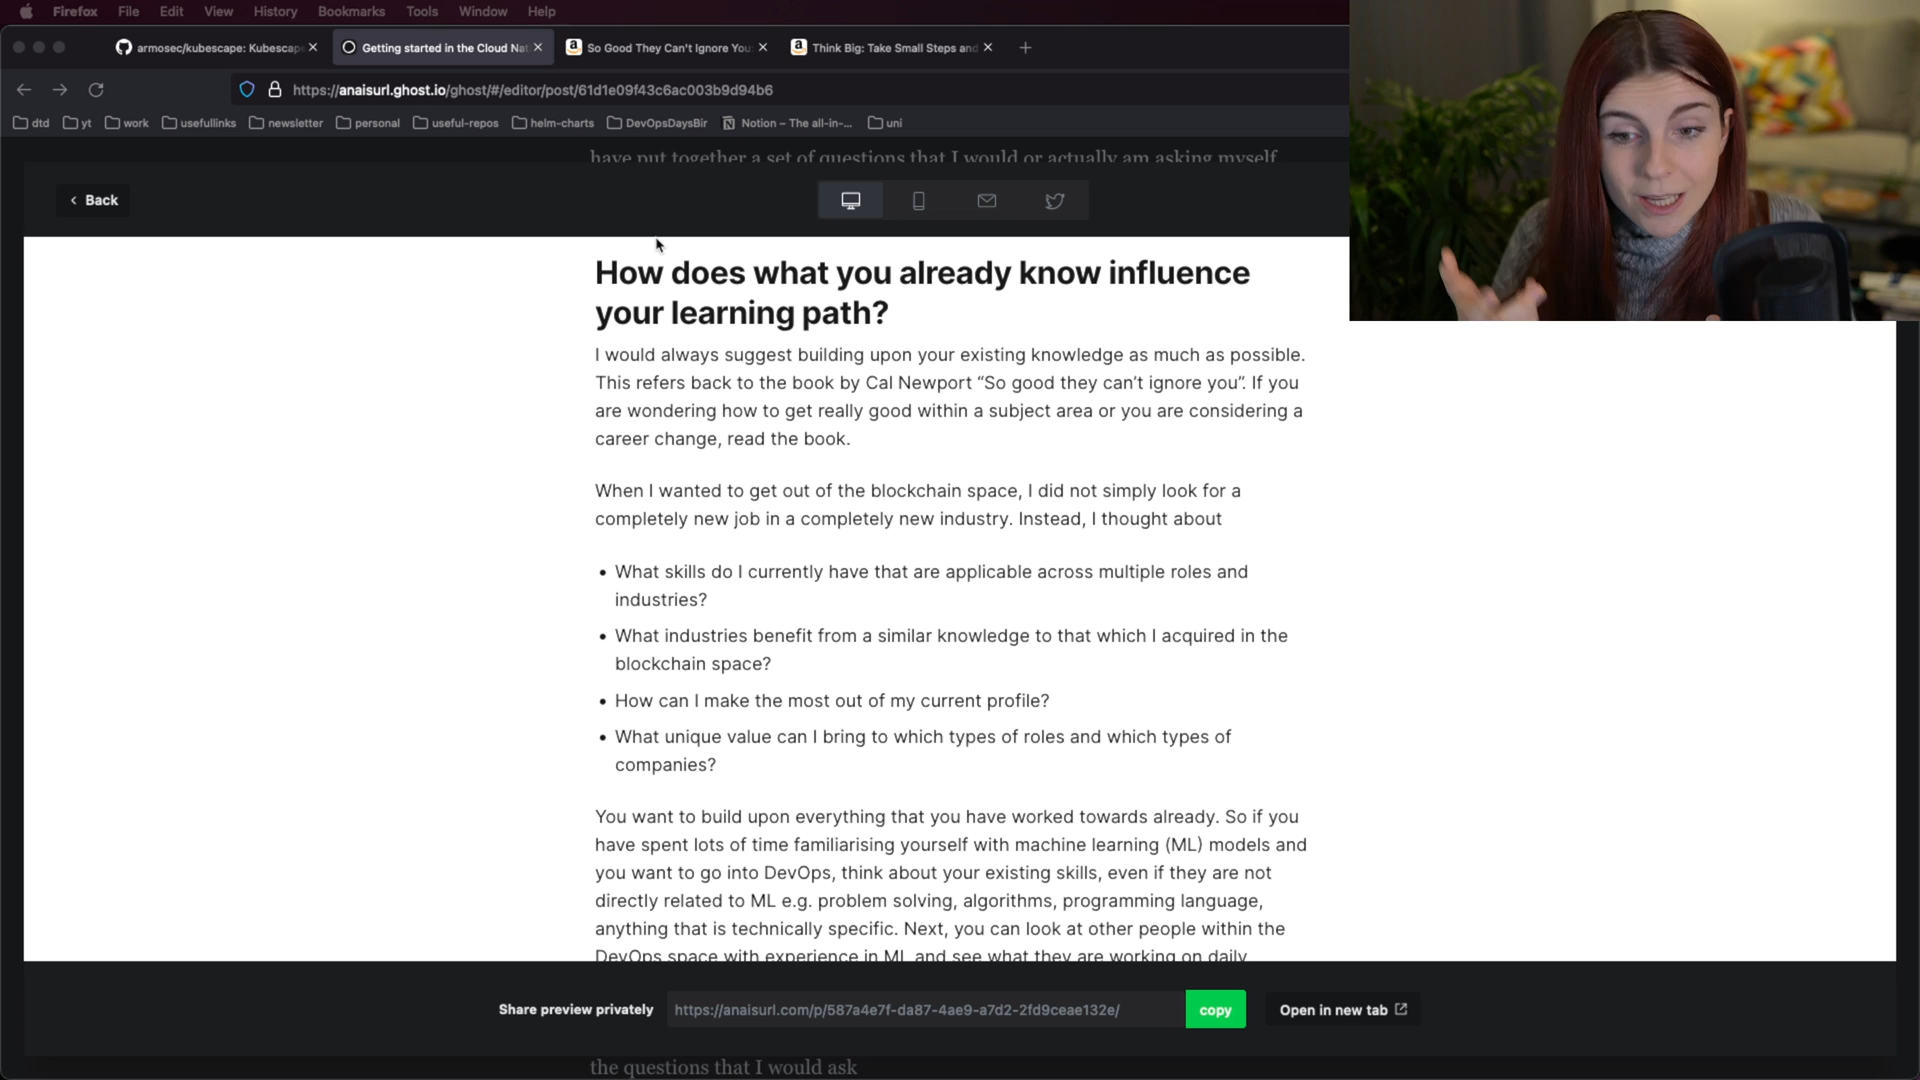 Firefox File Edit View History Bookmarks Tools Window Help
armosec/kubescape: Kubescape
Getting started in the Cloud Nat
So Good They Can't Ignore You:
Think Big: Take Small Steps and
https://anaisurl.ghost.io/ghost/#/editor/post/61d1e09f43c6ac003b9d94b6
dtd yt work usefullinks newsletter personal useful-repos helm-charts DevOpsDaysBir Notion – The all-in-... uni
have put together a set of questions that I would or actually am asking myself
Back
How does what you already know influence
your learning path?
I would always suggest building upon your existing knowledge as much as possible.
This refers back to the book by Cal Newport “So good they can’t ignore you”. If you
are wondering how to get really good within a subject area or you are considering a
career change, read the book.
When I wanted to get out of the blockchain space, I did not simply look for a
completely new job in a completely new industry. Instead, I thought about
• What skills do I currently have that are applicable across multiple roles and
industries?
• What industries benefit from a similar knowledge to that which I acquired in the
blockchain space?
• How can I make the most out of my current profile?
• What unique value can I bring to which types of roles and which types of
companies?
You want to build upon everything that you have worked towards already. So if you
have spent lots of time familiarising yourself with machine learning (ML) models and
you want to go into DevOps, think about your existing skills, even if they are not
directly related to ML e.g. problem solving, algorithms, programming language,
anything that is technically specific. Next, you can look at other people within the
DevOps space with experience in ML and see what they are working on daily
Share preview privately
https://anaisurl.com/p/587a4e7f-da87-4ae9-a7d2-2fd9ceae132e/
copy
Open in new tab
the questions that I would ask